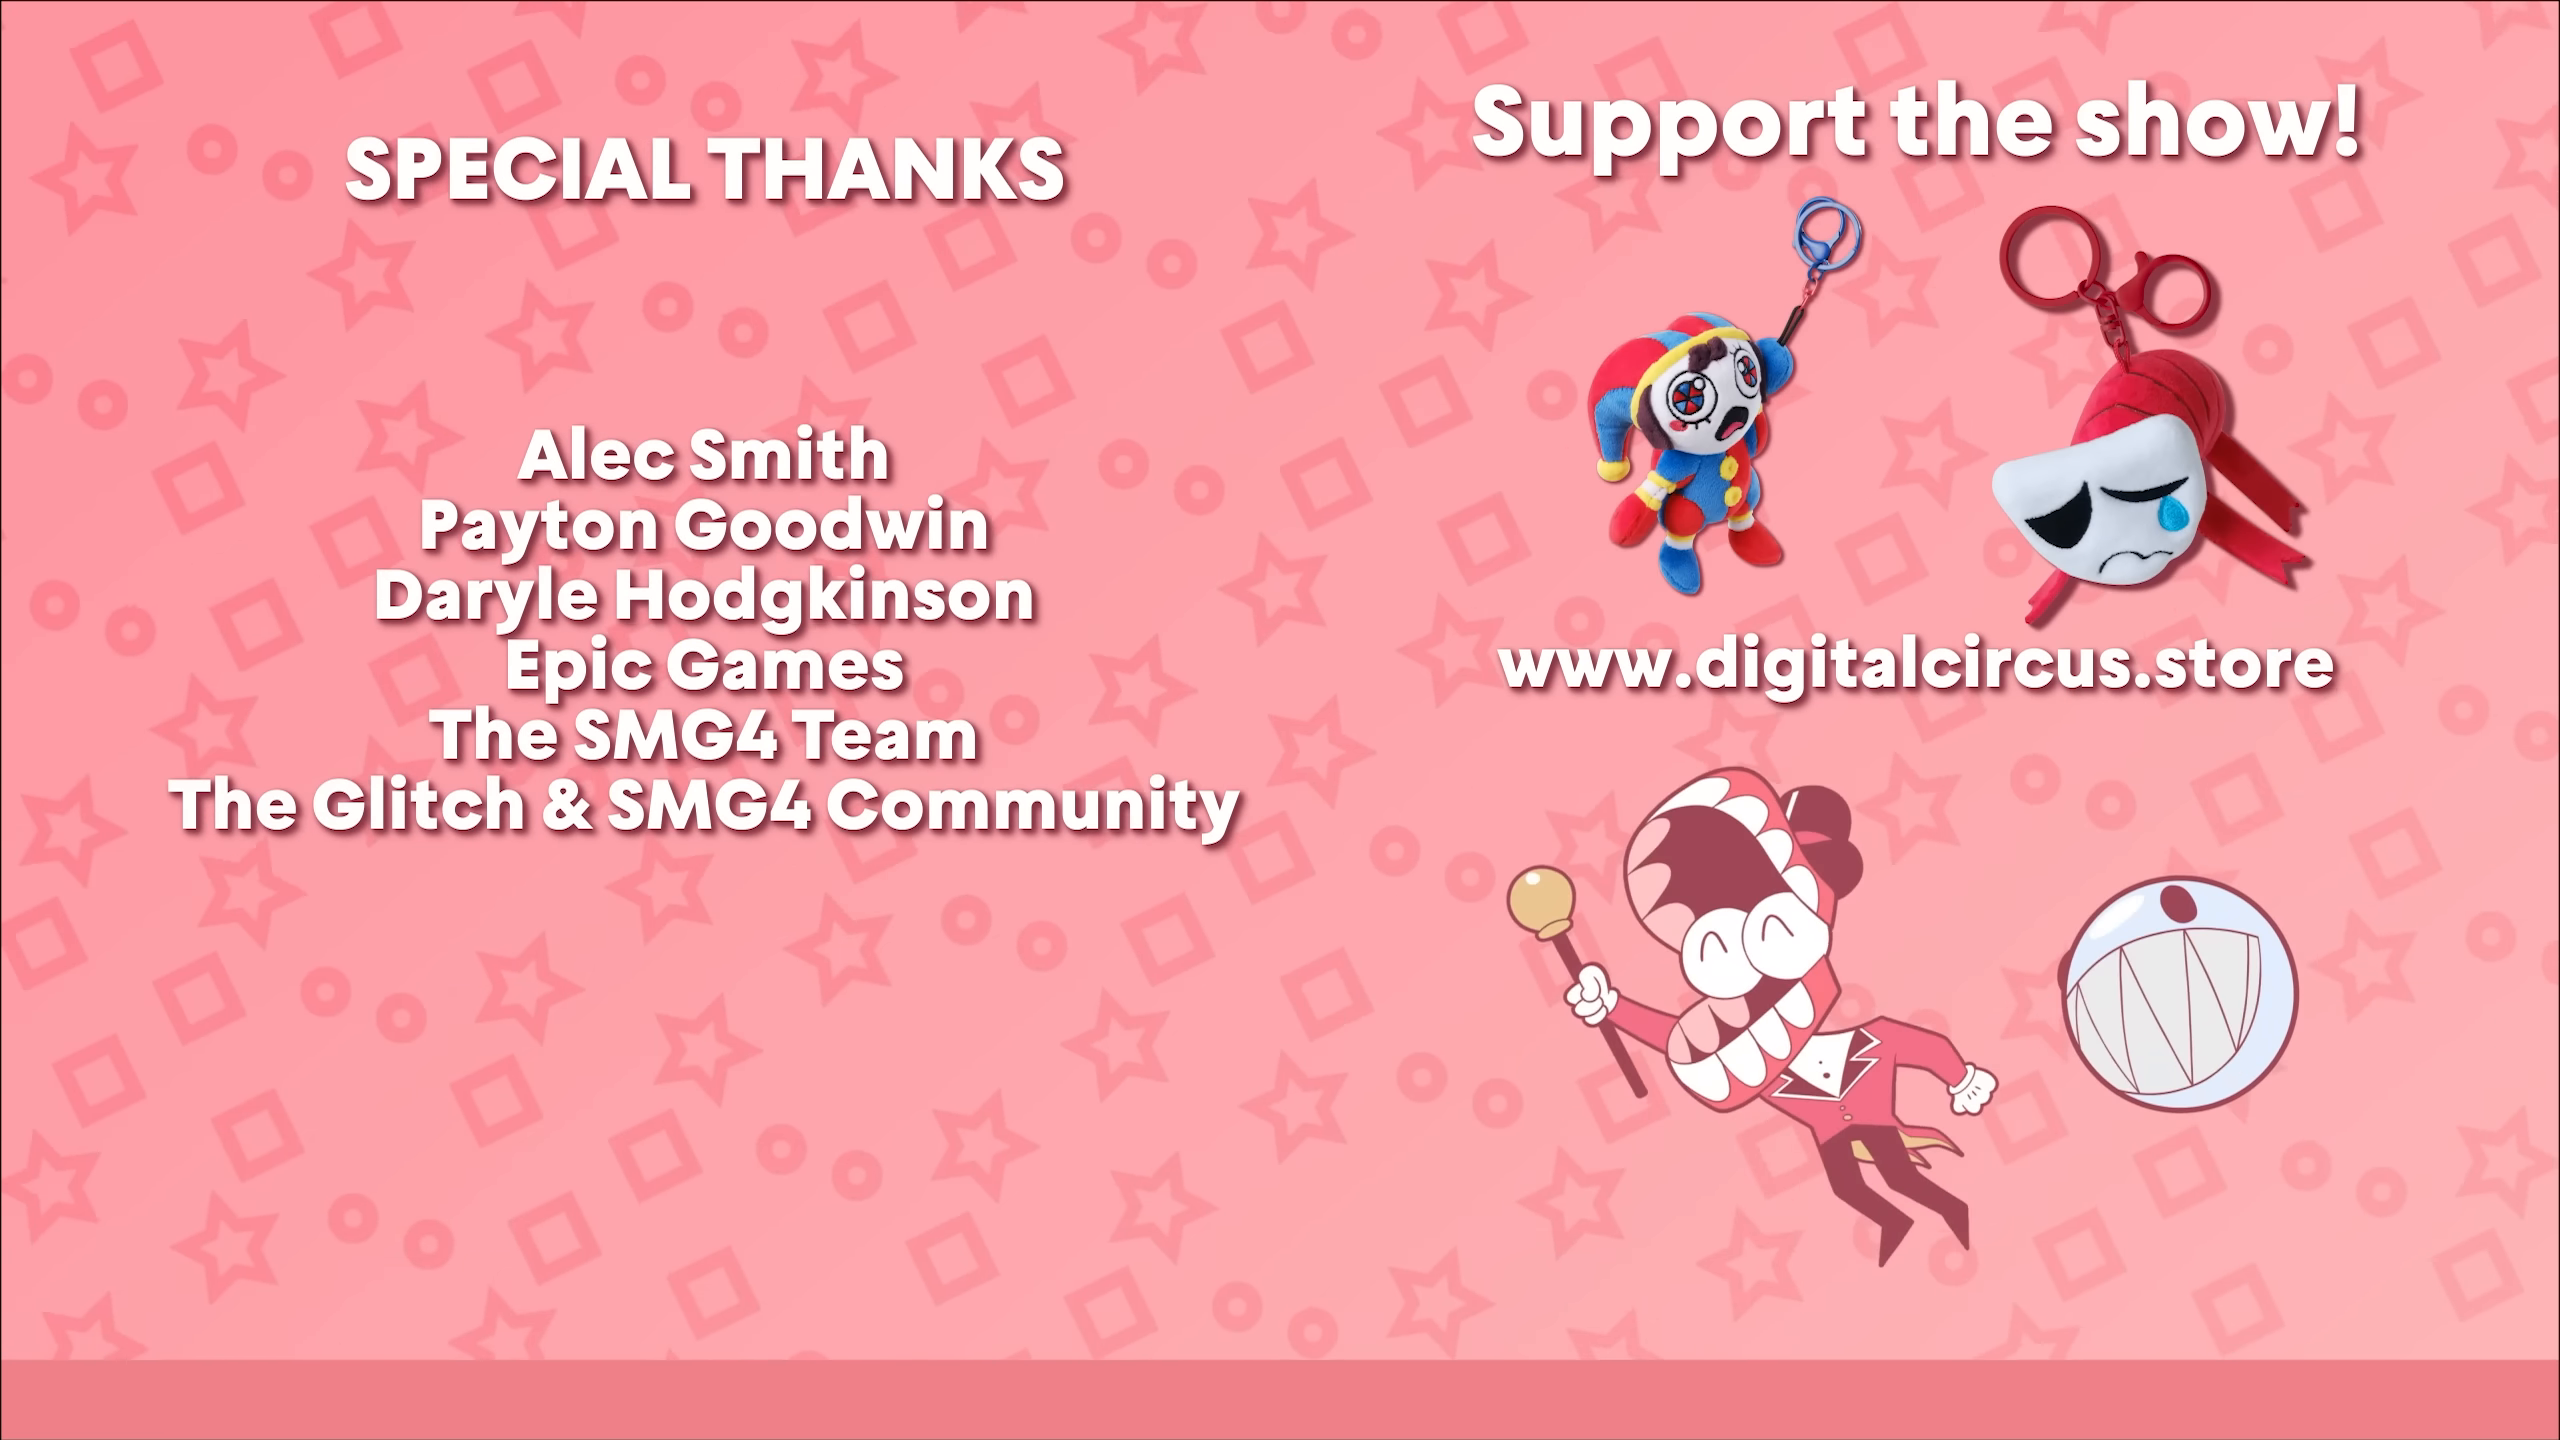 SPECIAL THANKS
Alec Smith
Payton Goodwin
Daryle Hodgkinson
Epic Games
The SMG4 Team
The Glitch & SMG4 Community
Support the show!
www.digitalcircus.store